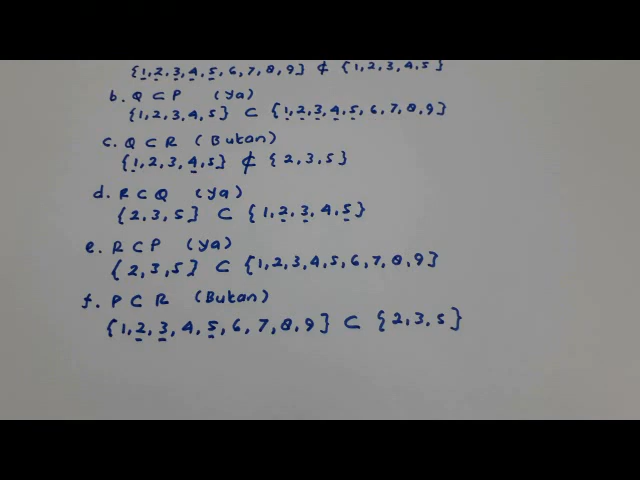 {1, 2, 3, 4, 5, 6, 7, 8, 9} ⊄ {1, 2, 3, 4, 5}
b. Q ⊂ P (Ya)
{1, 2, 3, 4, 5} ⊂ {1, 2, 3, 4, 5, 6, 7, 8, 9}
c. Q ⊂ R (Bukan)
{1, 2, 3, 4, 5} ⊄ {2, 3, 5}
d. R ⊂ Q (Ya)
{2, 3, 5} ⊂ {1, 2, 3, 4, 5}
e. R ⊂ P (Ya)
{2, 3, 5} ⊂ {1, 2, 3, 4, 5, 6, 7, 8, 9}
f. P ⊂ R (Bukan)
{1, 2, 3, 4, 5, 6, 7, 8, 9} ⊂ {2, 3, 5}